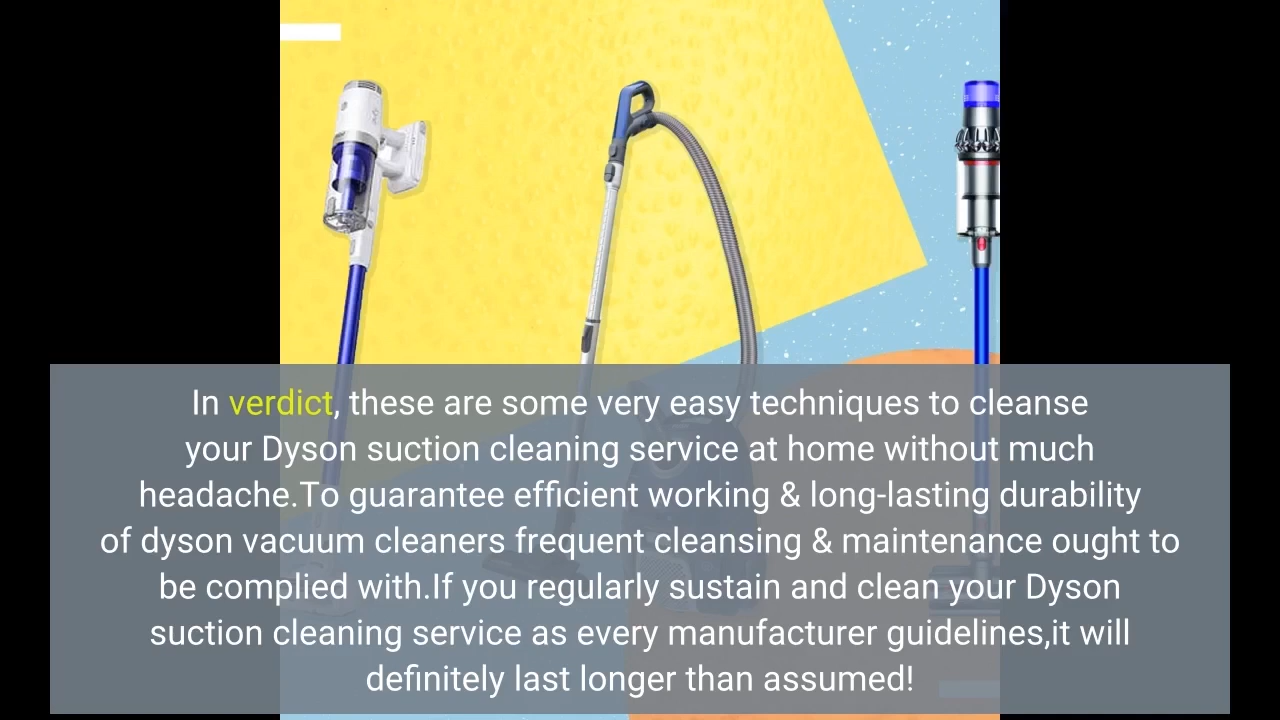 In verdict, these are some very easy techniques to cleanse
your Dyson suction cleaning service at home without much
headache.To guarantee efficient working & long-lasting durability
of dyson vacuum cleaners frequent cleansing & maintenance ought to
be complied with.If you regularly sustain and clean your Dyson
suction cleaning service as every manufacturer guidelines,it will
definitely last longer than assumed!